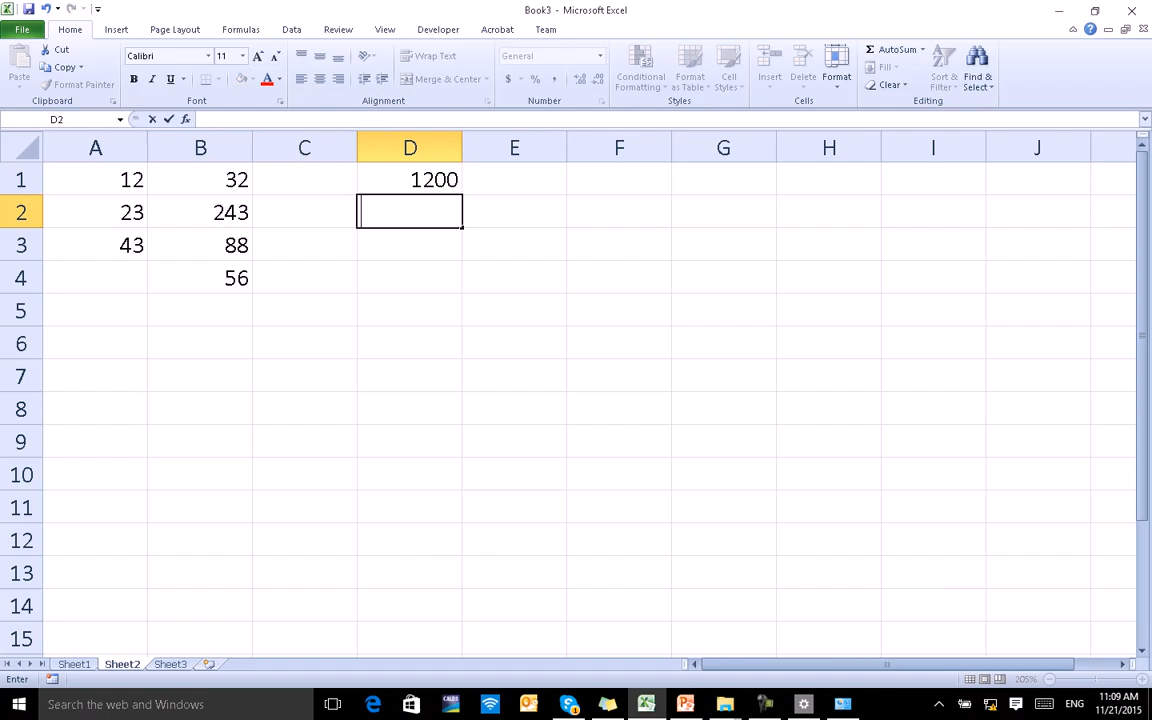 Book3 - Microsoft Excel
File Home Insert Page Layout Formulas Data Review View Developer Acrobat Team
Paste Cut Copy Format Painter Clipboard
Calibri 11 B I U A Font
Wrap Text Merge & Center Alignment
General $ % , Number
Conditional Formatting Format as Table Cell Styles Styles
Insert Delete Format Cells
AutoSum Fill Clear Sort & Filter Find & Select Editing
D2 fx
A B C D E F G H I J
1 12 32 1200
2 23 243
3 43 88
4 56
5
6
7
8
9
10
11
12
13
14
15
Sheet1 Sheet2 Sheet3
Enter 205%
Search the web and Windows ENG 11:09 AM
11/21/2015